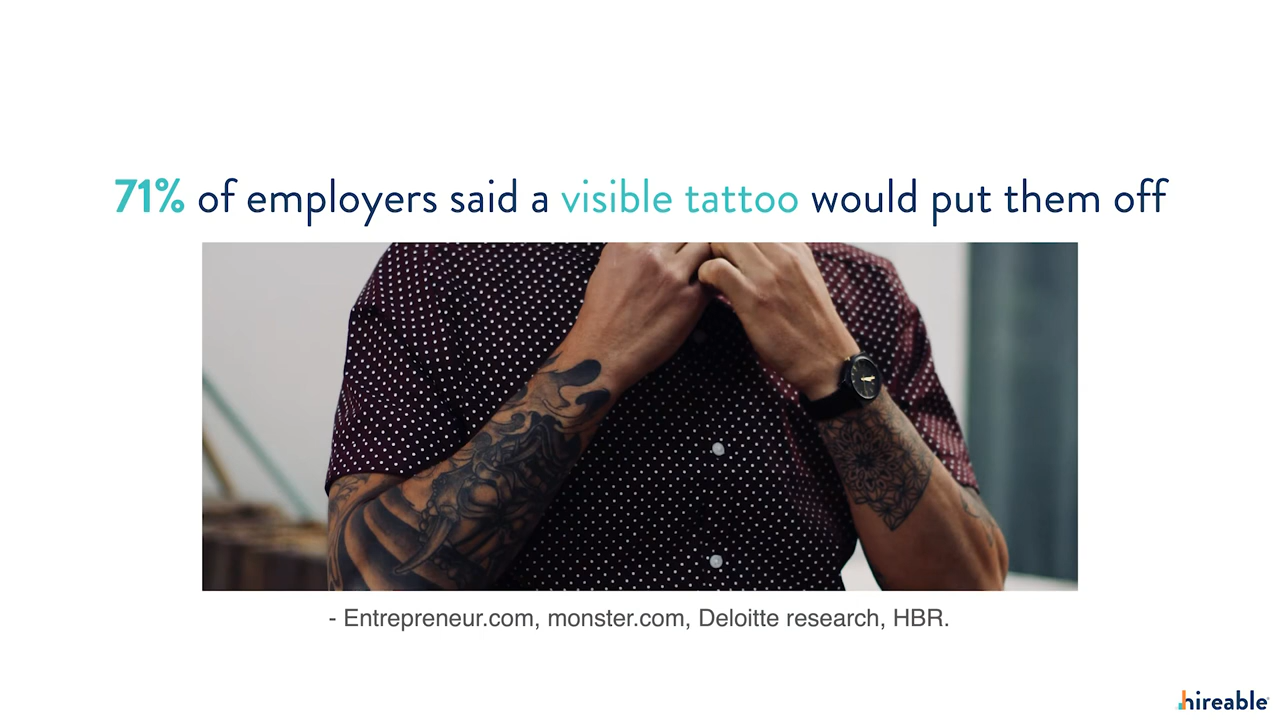 71% of employers said a visible tattoo would put them off
- Entrepreneur.com, monster.com, Deloitte research, HBR.
hireable